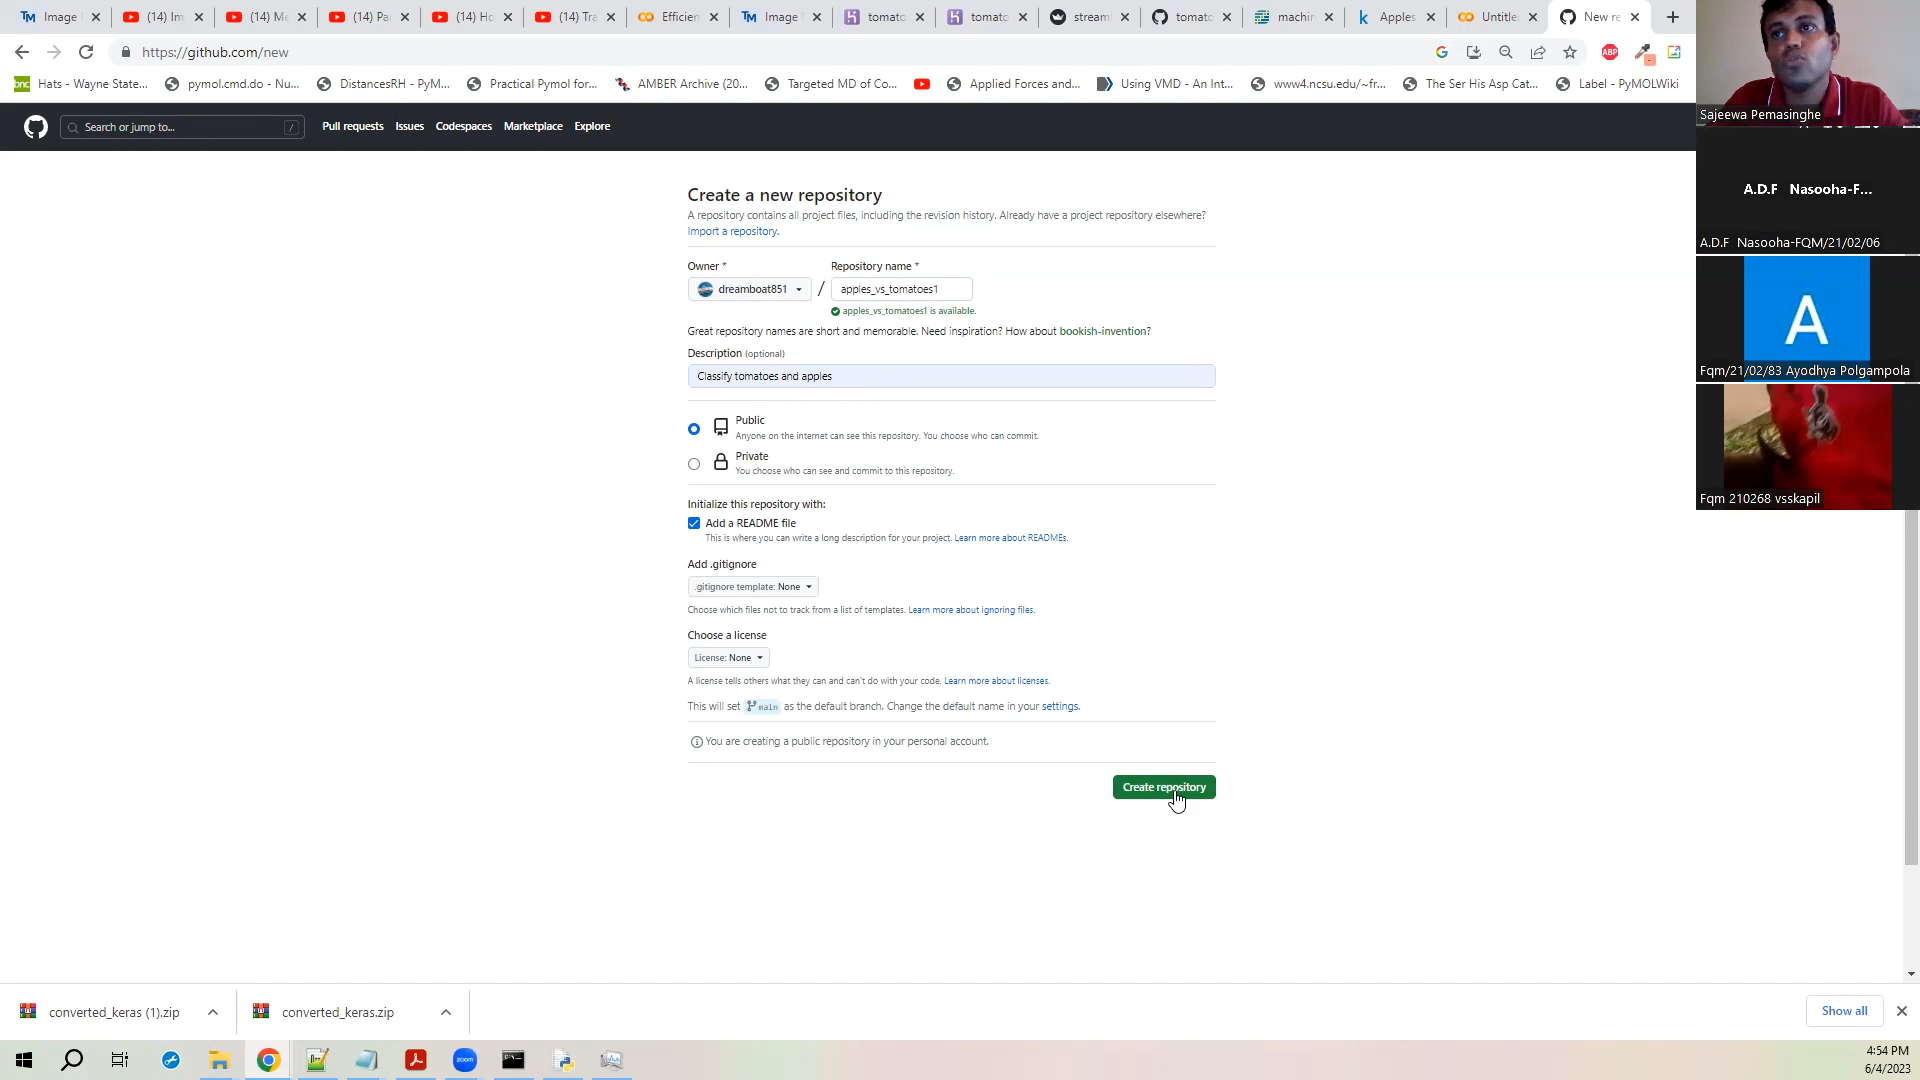 Image
(14) Im
(14) Me
(14) Pa
(14) Ho
(14) Tra
Efficien
Image
tomato
tomato
stream
tomato
machin
Apples
Untitle
New re
https://github.com/new
ABP
Hats - Wayne State...
pymol.cmd.do - Nu...
DistancesRH - PyM...
Practical Pymol for...
AMBER Archive (20...
Targeted MD of Co...
Applied Forces and...
Using VMD - An Int...
www4.ncsu.edu/~fr...
The Ser His Asp Cat...
Label - PyMOLWiki
Search or jump to...
/
Pull requests
Issues
Codespaces
Marketplace
Explore
Create a new repository
A repository contains all project files, including the revision history. Already have a project repository elsewhere?
Import a repository.
Owner *
Repository name *
dreamboat851
/
apples_vs_tomatoes1
apples_vs_tomatoes1 is available.
Great repository names are short and memorable. Need inspiration? How about bookish-invention?
Description (optional)
Classify tomatoes and apples
Public
Anyone on the internet can see this repository. You choose who can commit.
Private
You choose who can see and commit to this repository.
Initialize this repository with:
Add a README file
This is where you can write a long description for your project. Learn more about READMEs.
Add .gitignore
.gitignore template: None
Choose which files not to track from a list of templates. Learn more about ignoring files.
Choose a license
License: None
A license tells others what they can and can't do with your code. Learn more about licenses.
This will set main as the default branch. Change the default name in your settings.
You are creating a public repository in your personal account.
Create repository
Sajeewa Pemasinghe
A.D.F Nasooha-F...
A.D.F Nasooha-FQM/21/02/06
A
Fqm/21/02/83 Ayodhya Polgampola
Fqm 210268 vsskapil
converted_keras (1).zip
converted_keras.zip
Show all
zoom
4:54 PM
6/4/2023